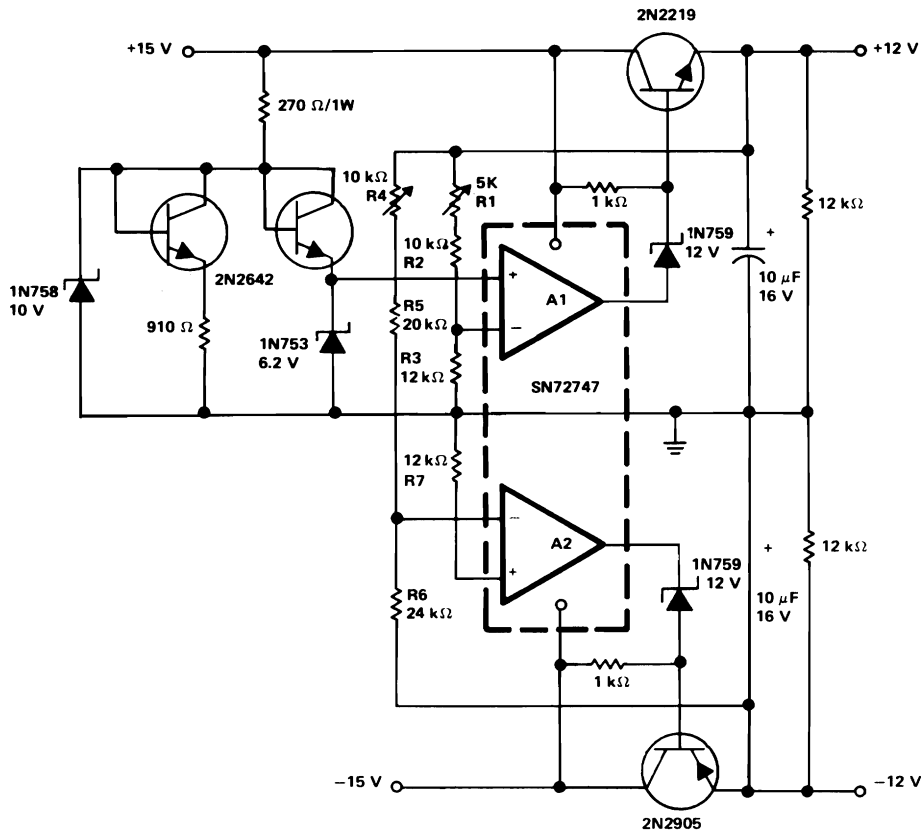 2N2219
+15 V
+12 V
270 Ω/1W
10 kΩ
R4
5K
R1
1 kΩ
12 kΩ
1N759
12 V
+
10 μF
16 V
10 kΩ
R2
+
A1
−
2N2642
1N758
10 V
910 Ω
1N753
6.2 V
R5
20 kΩ
R3
12 kΩ
SN72747
12 kΩ
R7
−
A2
+
1N759
12 V
+
12 kΩ
10 μF
16 V
R6
24 kΩ
1 kΩ
−15 V
−12 V
2N2905